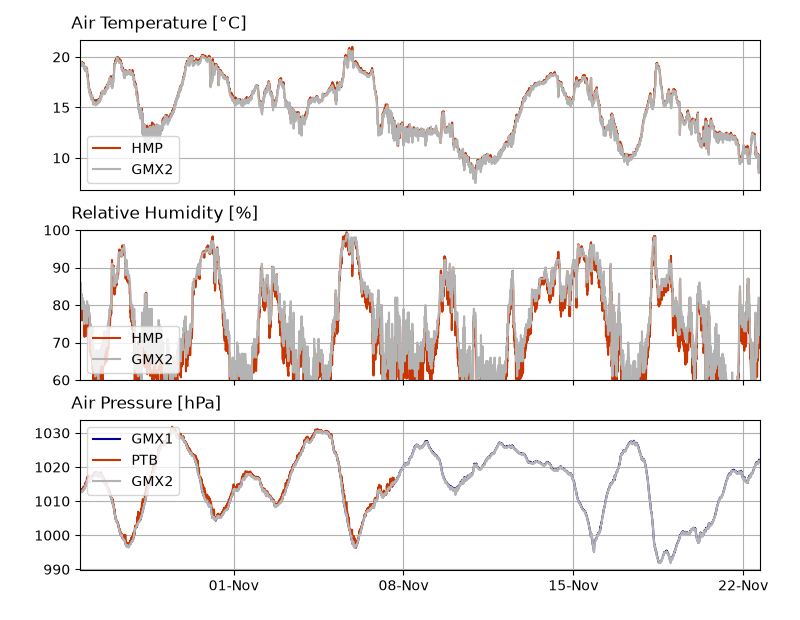 Air Temperature [°C]
20
15
10
HMP
GMX2
Relative Humidity [%]
100
90
80
70
60
HMP
GMX2
Air Pressure [hPa]
1030
1020
1010
1000
990
GMX1
PTB
GMX2
01-Nov 08-Nov 15-Nov 22-Nov